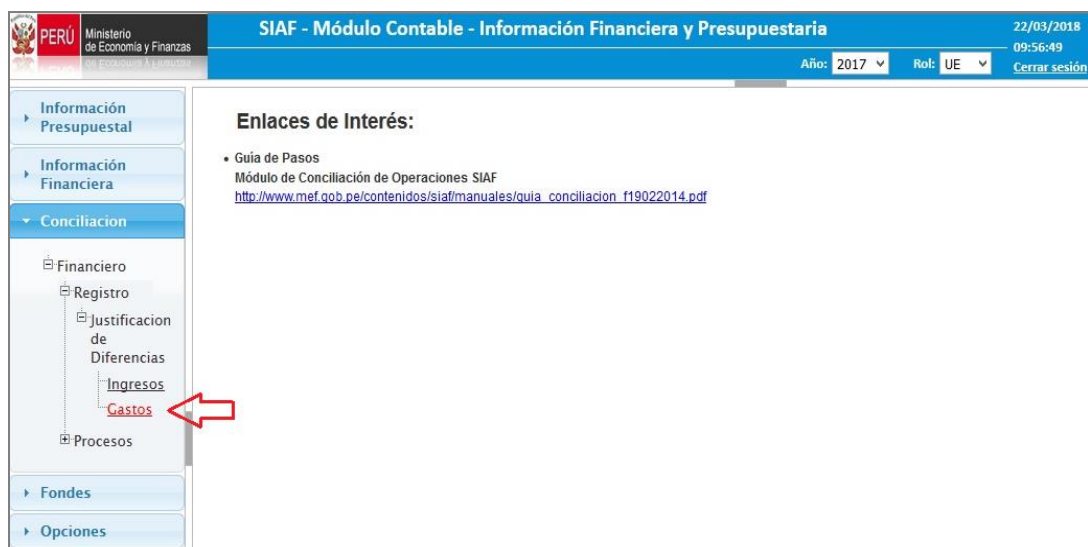 PERÚ
Ministerio
de Economía y Finanzas
SIAF - Módulo Contable - Información Financiera y Presupuestaria
22/03/2018
09:56:49
Año: 2017 Rol: UE
Cerrar sesión
Información
Presupuestal
Información
Financiera
Conciliacion
Financiero
Registro
Justificacion
de
Diferencias
Ingresos
Gastos
Procesos
Fondes
Opciones
Enlaces de Interés:
• Guía de Pasos
Módulo de Conciliación de Operaciones SIAF
http://www.mef.gob.pe/contenidos/siaf/manuales/guia_conciliacion_f19022014.pdf